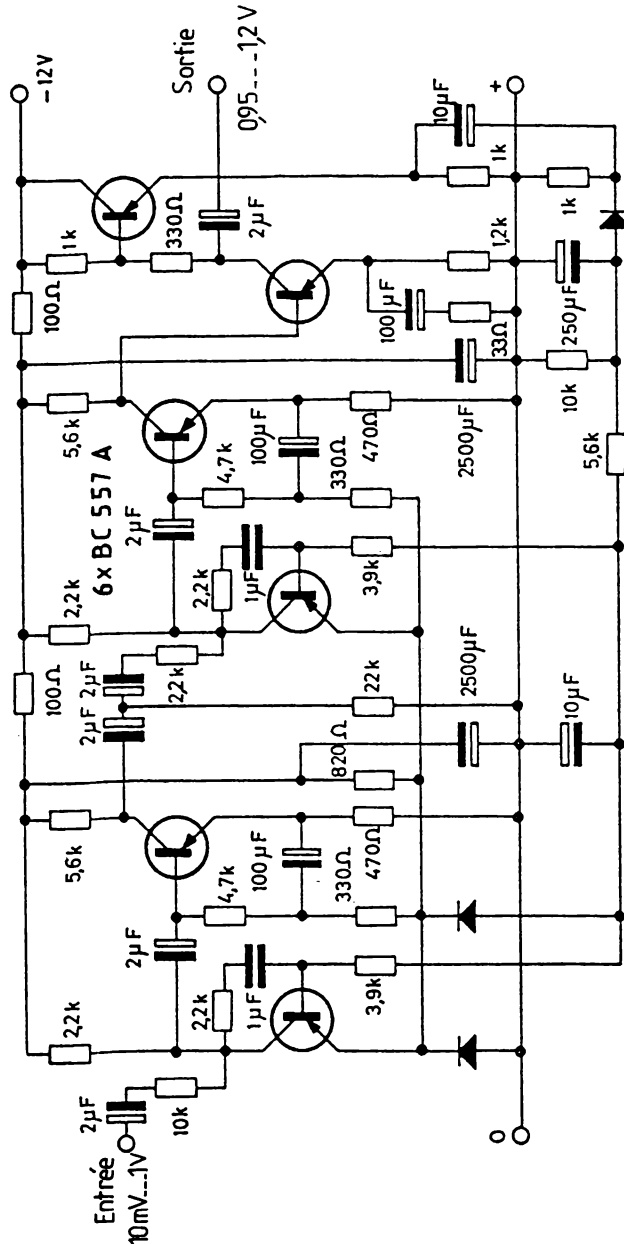 -12V
100Ω
100Ω
2,2k
5,6k
2,2k
5,6k
1k
6x BC 557 A
Entrée
10mV...1V
2µF
2µF
2µF
330Ω
Sortie
0,95---1,2 V
10k
2µF
2,2k
2µF
2µF
2,2k
4,7k
2,2k
4,7k
1µF
100µF
1µF
100µF
330Ω
330Ω
820Ω
22k
470Ω
470Ω
3,9k
3,9k
100µF
10µF
2500µF
2500µF
33Ω
1,2k
1k
0
+
10µF
10k
250µF
1k
5,6k